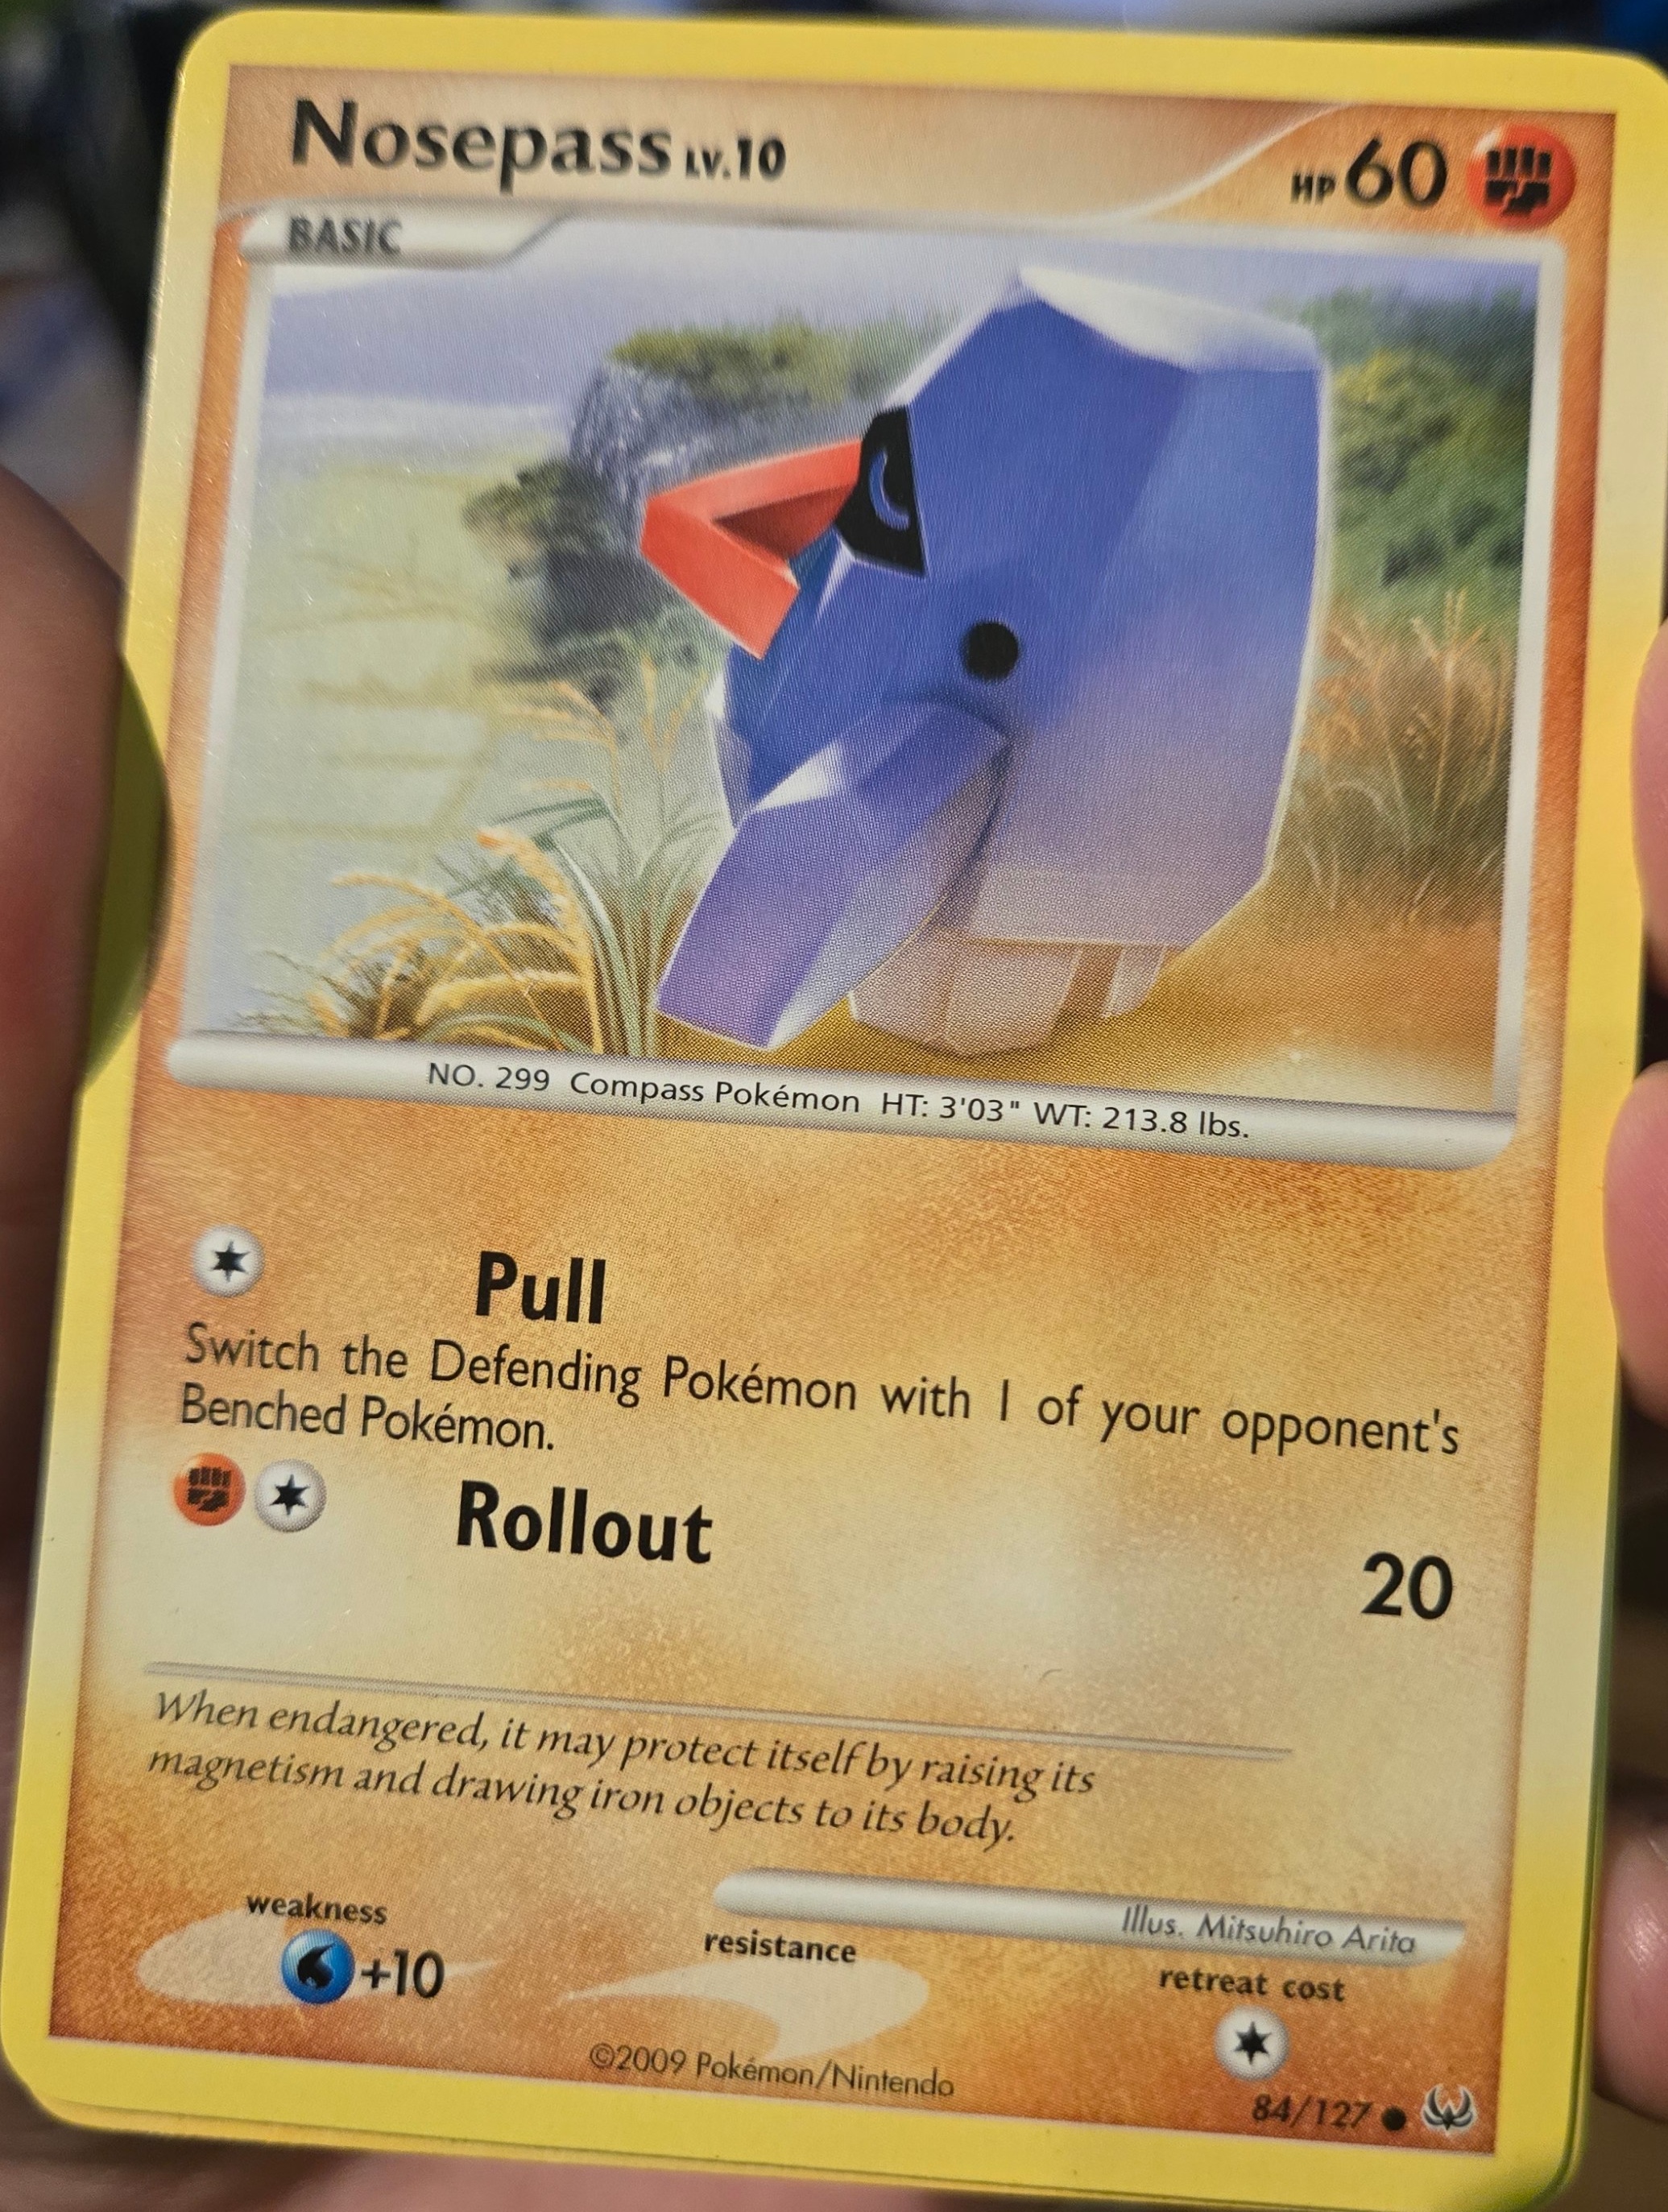 Nosepass LV.10
HP 60
BASIC
NO. 299 Compass Pokémon HT: 3'03" WT: 213.8 lbs.
Pull
Switch the Defending Pokémon with 1 of your opponent's
Benched Pokémon.
Rollout 20
When endangered, it may protect itself by raising its
magnetism and drawing iron objects to its body.
Illus. Mitsuhiro Arita
weakness resistance retreat cost
+10
©2009 Pokémon/Nintendo
84/127